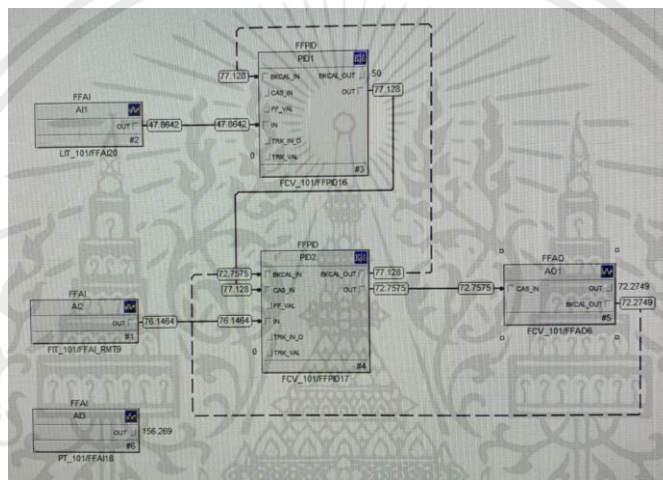 FFPID
PID1
77.128
BKCAL_IN
BKCAL_OUT
50
CAS_IN
OUT
77.128
FF_VAL
IN
TRK_IN_D
0
TRK_VAL
#3
FCV_101/FFPID16
FFAI
AI1
OUT
47.8642
47.8642
#2
LIT_101/FFAI20
FFPID
PID2
72.7575
BKCAL_IN
BKCAL_OUT
77.128
77.128
CAS_IN
OUT
72.7575
FF_VAL
IN
TRK_IN_D
0
TRK_VAL
#4
FCV_101/FFPID17
FFAI
AI2
OUT
76.1464
76.1464
#1
FIT_101/FFAI_RMT9
FFAO
AO1
72.7575
CAS_IN
OUT
72.2749
BKCAL_OUT
72.2749
#5
FCV_101/FFAO6
FFAI
AI3
OUT
156.269
#6
PT_101/FFAI18